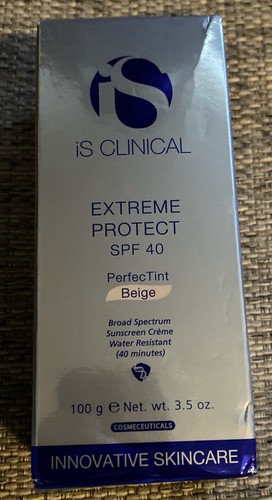 iS
iS CLINICAL
EXTREME
PROTECT
SPF 40
PerfecTint
Beige
Broad Spectrum
Sunscreen Crème
Water Resistant
(40 minutes)
100 g ℮ Net. wt. 3.5 oz.
COSMECEUTICALS
INNOVATIVE SKINCARE